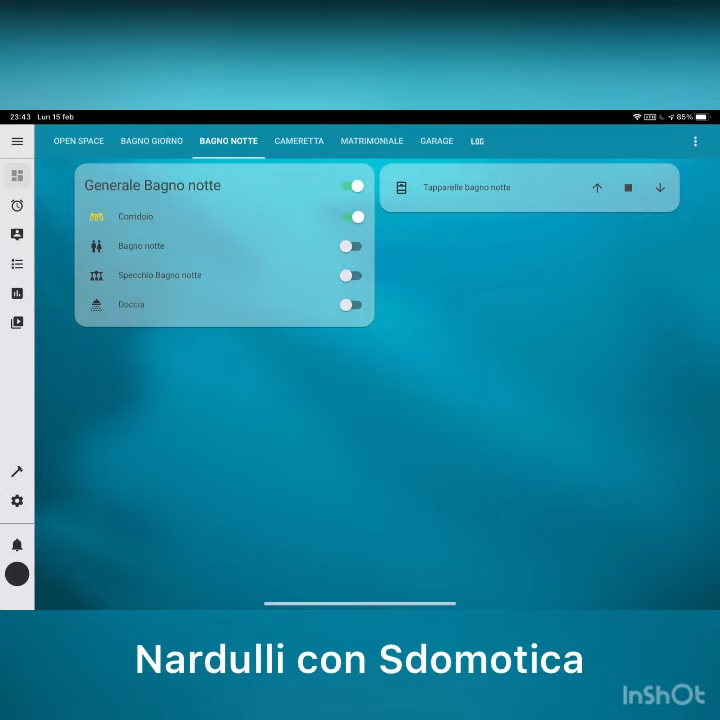 23:43 Lun 15 feb
VPN 85%
OPEN SPACE BAGNO GIORNO BAGNO NOTTE CAMERETTA MATRIMONIALE GARAGE LOG
Generale Bagno notte
Corridoio
Bagno notte
Specchio Bagno notte
Doccia
Tapparelle bagno notte
Nardulli con Sdomotica
InShOt